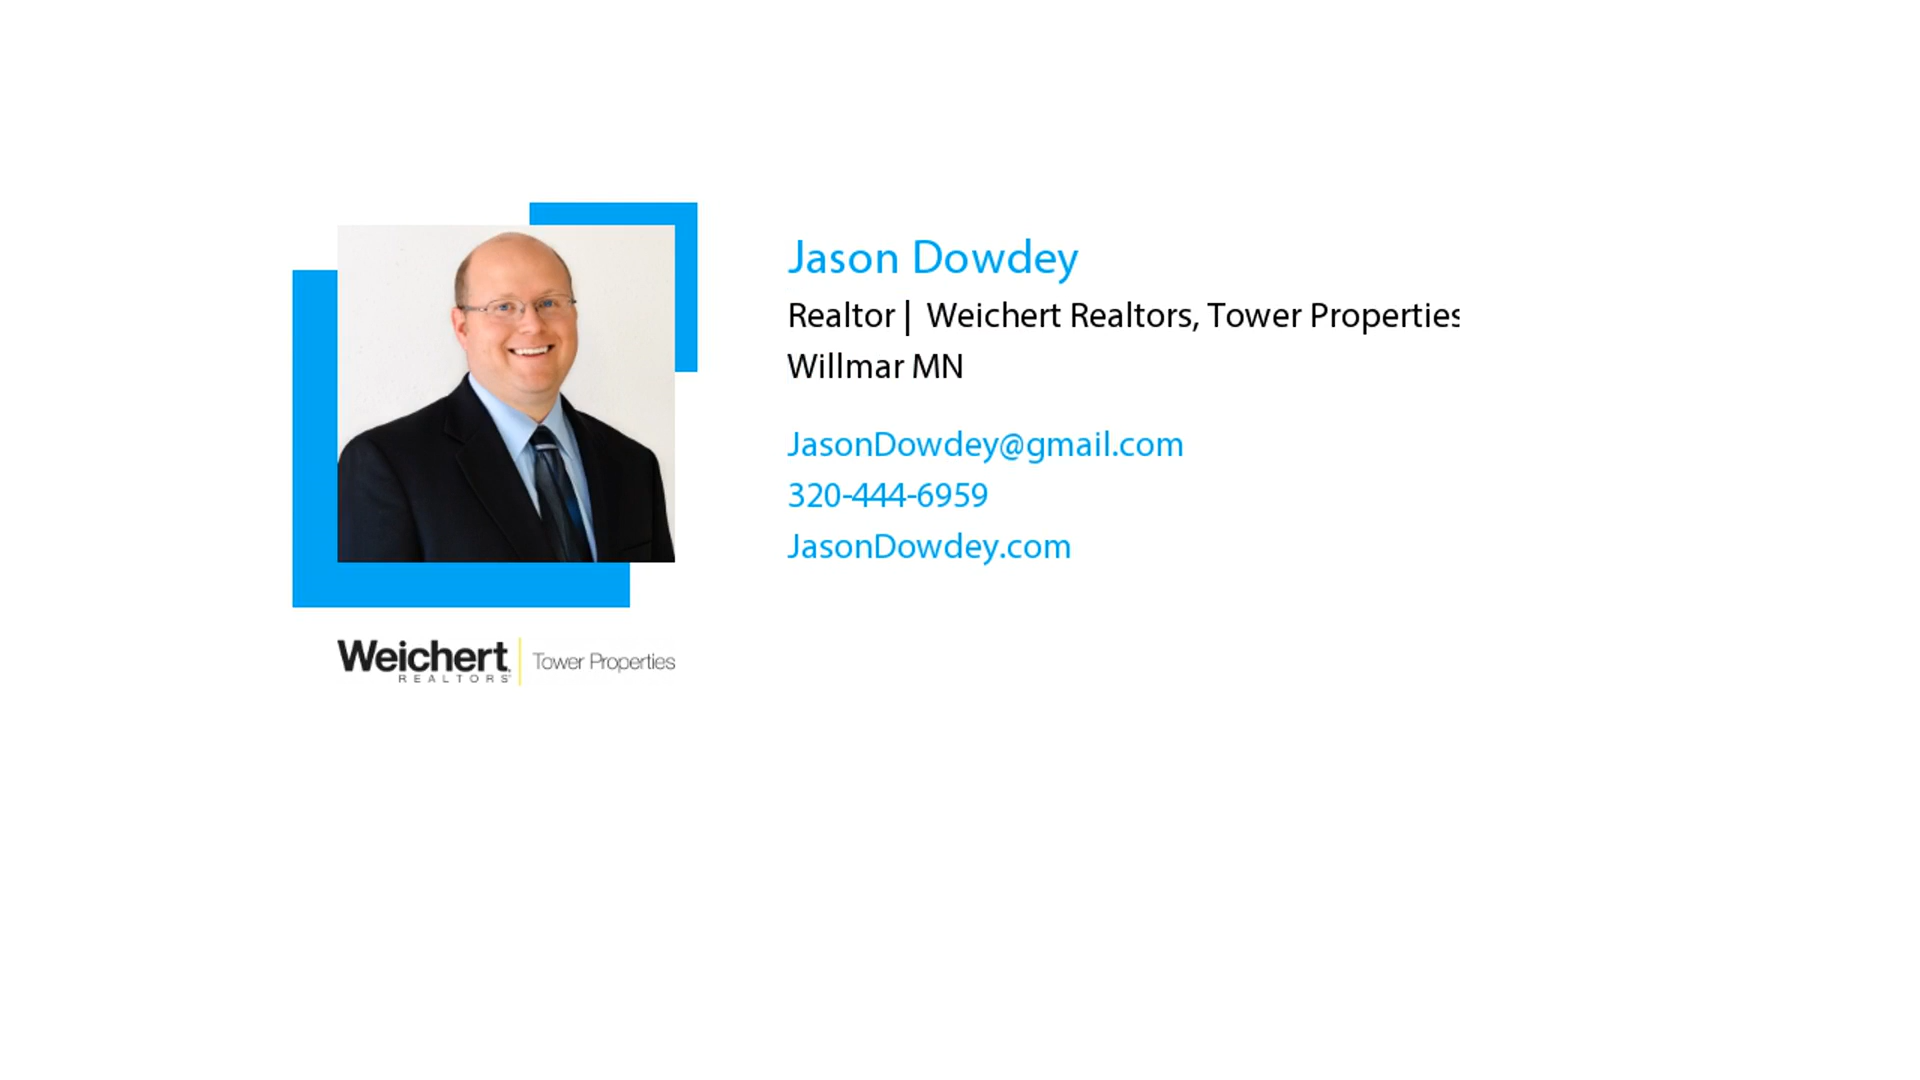 Jason Dowdey
Realtor | Weichert Realtors, Tower Properties
Willmar MN
JasonDowdey@gmail.com
320-444-6959
JasonDowdey.com
Weichert
REALTORS®
Tower Properties